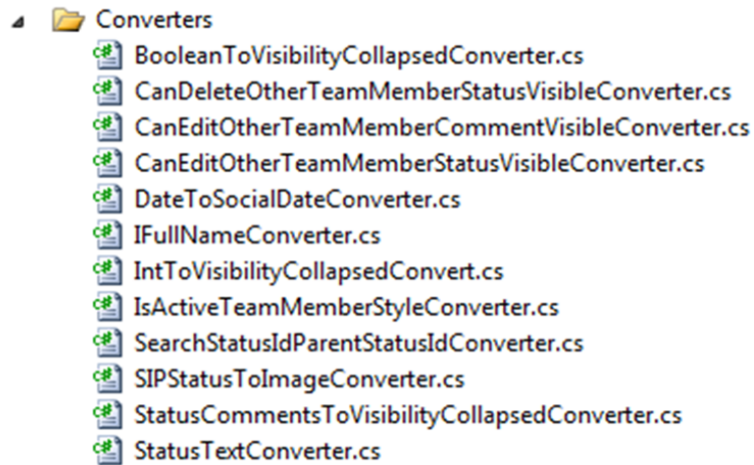 Converters
BooleanToVisibilityCollapsedConverter.cs
CanDeleteOtherTeamMemberStatusVisibleConverter.cs
CanEditOtherTeamMemberCommentVisibleConverter.cs
CanEditOtherTeamMemberStatusVisibleConverter.cs
DateToSocialDateConverter.cs
IFullNameConverter.cs
IntToVisibilityCollapsedConvert.cs
IsActiveTeamMemberStyleConverter.cs
SearchStatusIdParentStatusIdConverter.cs
SIPStatusToImageConverter.cs
StatusCommentsToVisibilityCollapsedConverter.cs
StatusTextConverter.cs